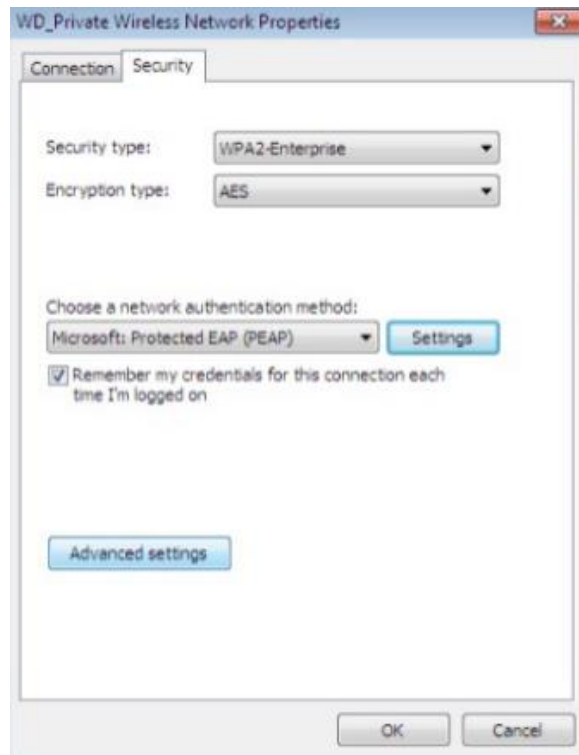 WD_Private Wireless Network Properties
Connection Security
Security type: WPA2-Enterprise
Encryption type: AES
Choose a network authentication method:
Microsoft: Protected EAP (PEAP) Settings
Remember my credentials for this connection each
time I'm logged on
Advanced settings
OK Cancel